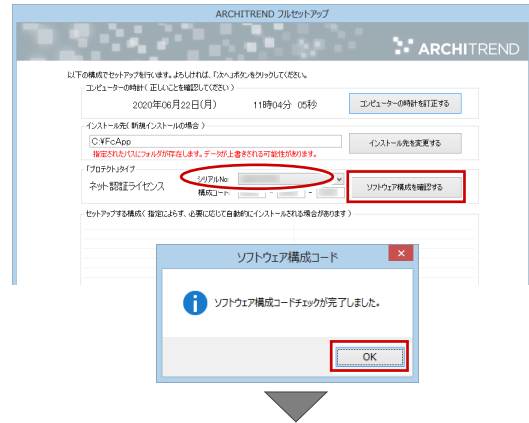 ARCHITREND フルセットアップ
ARCHITREND
以下の構成でセットアップを行います。よろしければ、「次へ」ボタンをクリックしてください。
コンピューターの時計（ 正しいことを確認してください ）
2020年06月22日(月) 11時04分 05秒
コンピューターの時計を訂正する
インストール先（ 新規インストールの場合 ）
C:¥FcApp
インストール先を変更する
指定されたパスにフォルダが存在します。データが上書きされる可能性があります。
「プロテクト」タイプ
ネット認証ライセンス
シリアルNo:
構成コード: - -
ソフトウェア構成を確認する
セットアップする構成（ 指定によらず、必要に応じて自動的にインストールされる場合があります ）
ソフトウェア構成コード
ソフトウェア構成コードチェックが完了しました。
OK